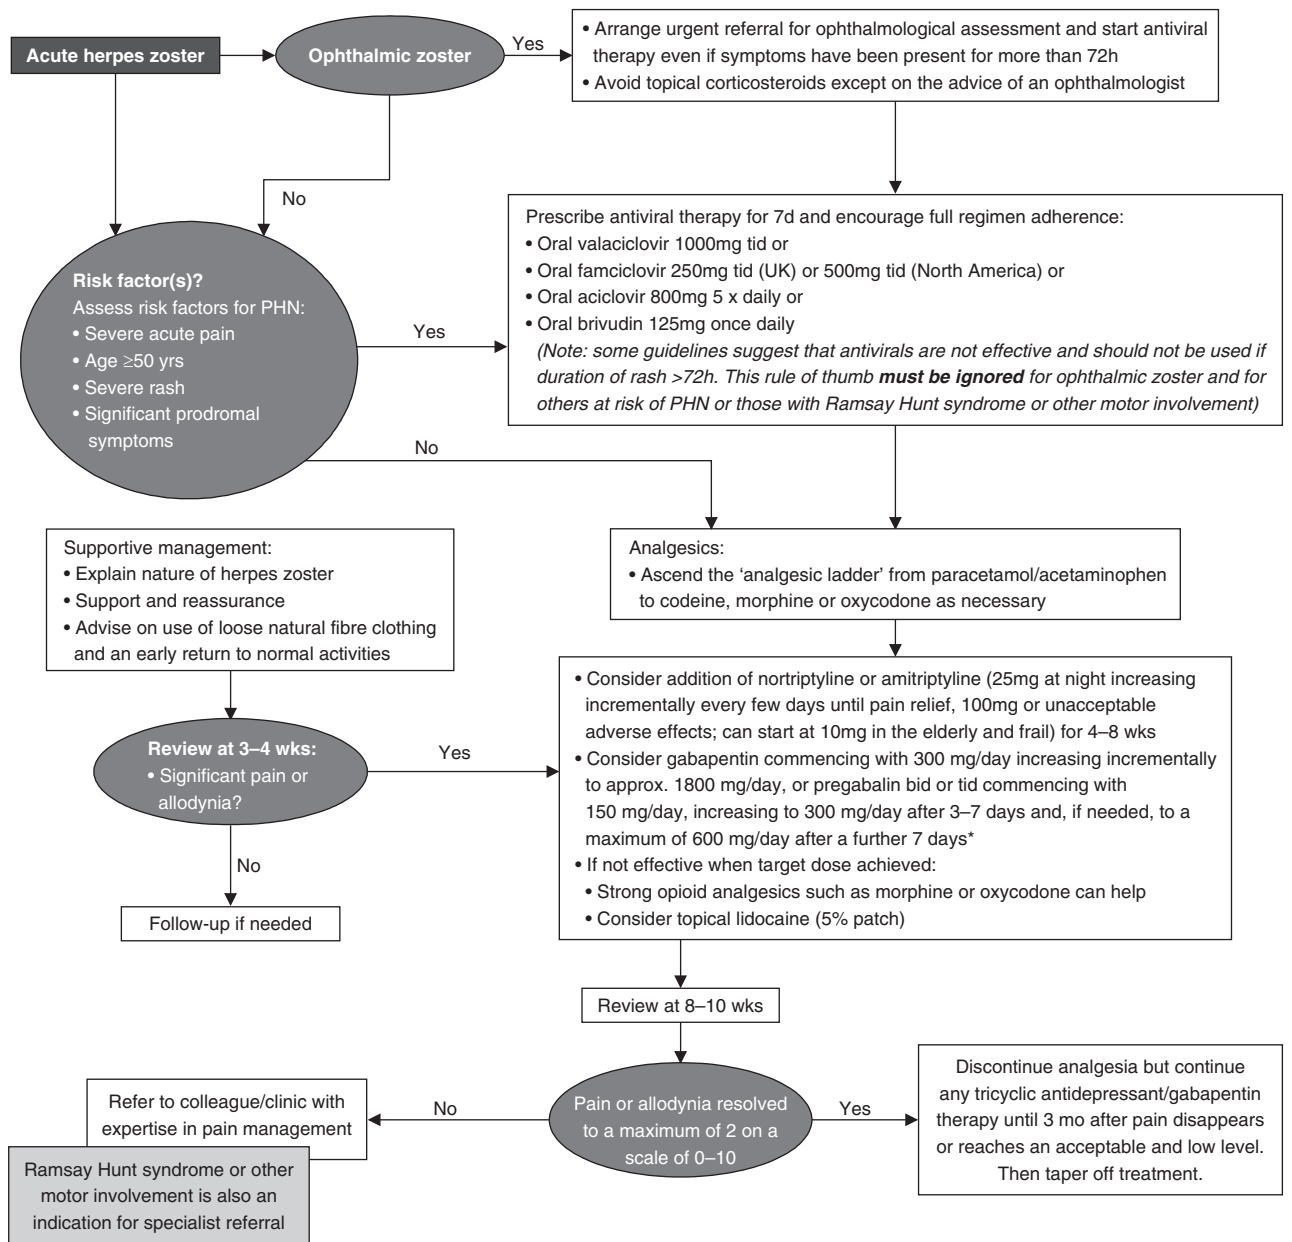 Acute herpes zoster
Ophthalmic zoster
Yes
• Arrange urgent referral for ophthalmological assessment and start antiviral
therapy even if symptoms have been present for more than 72h
• Avoid topical corticosteroids except on the advice of an ophthalmologist
No
Risk factor(s)?
Assess risk factors for PHN:
• Severe acute pain
• Age ≥50 yrs
• Severe rash
• Significant prodromal
symptoms
Yes
Prescribe antiviral therapy for 7d and encourage full regimen adherence:
• Oral valaciclovir 1000mg tid or
• Oral famciclovir 250mg tid (UK) or 500mg tid (North America) or
• Oral aciclovir 800mg 5 x daily or
• Oral brivudin 125mg once daily
(Note: some guidelines suggest that antivirals are not effective and should not be used if
duration of rash >72h. This rule of thumb must be ignored for ophthalmic zoster and for
others at risk of PHN or those with Ramsay Hunt syndrome or other motor involvement)
No
Supportive management:
• Explain nature of herpes zoster
• Support and reassurance
• Advise on use of loose natural fibre clothing
and an early return to normal activities
Analgesics:
• Ascend the ‘analgesic ladder’ from paracetamol/acetaminophen
to codeine, morphine or oxycodone as necessary
Review at 3–4 wks:
• Significant pain or
allodynia?
Yes
• Consider addition of nortriptyline or amitriptyline (25mg at night increasing
incrementally every few days until pain relief, 100mg or unacceptable
adverse effects; can start at 10mg in the elderly and frail) for 4–8 wks
• Consider gabapentin commencing with 300 mg/day increasing incrementally
to approx. 1800 mg/day, or pregabalin bid or tid commencing with
150 mg/day, increasing to 300 mg/day after 3–7 days and, if needed, to a
maximum of 600 mg/day after a further 7 days*
• If not effective when target dose achieved:
• Strong opioid analgesics such as morphine or oxycodone can help
• Consider topical lidocaine (5% patch)
No
Follow-up if needed
Review at 8–10 wks
Pain or allodynia resolved
to a maximum of 2 on a
scale of 0–10
No
Refer to colleague/clinic with
expertise in pain management
Ramsay Hunt syndrome or other
motor involvement is also an
indication for specialist referral
Yes
Discontinue analgesia but continue
any tricyclic antidepressant/gabapentin
therapy until 3 mo after pain disappears
or reaches an acceptable and low level.
Then taper off treatment.